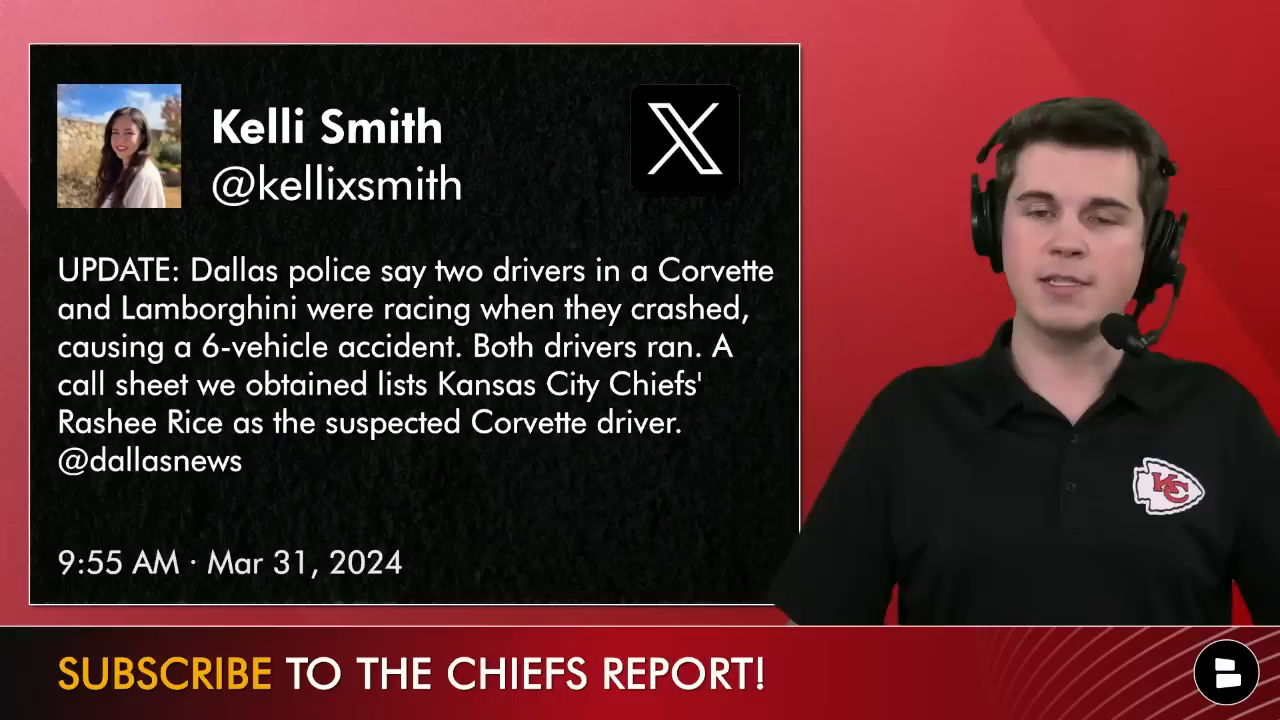 Kelli Smith
@kellixsmith
UPDATE: Dallas police say two drivers in a Corvette
and Lamborghini were racing when they crashed,
causing a 6-vehicle accident. Both drivers ran. A
call sheet we obtained lists Kansas City Chiefs'
Rashee Rice as the suspected Corvette driver.
@dallasnews
9:55 AM · Mar 31, 2024
KC
SUBSCRIBE TO THE CHIEFS REPORT!